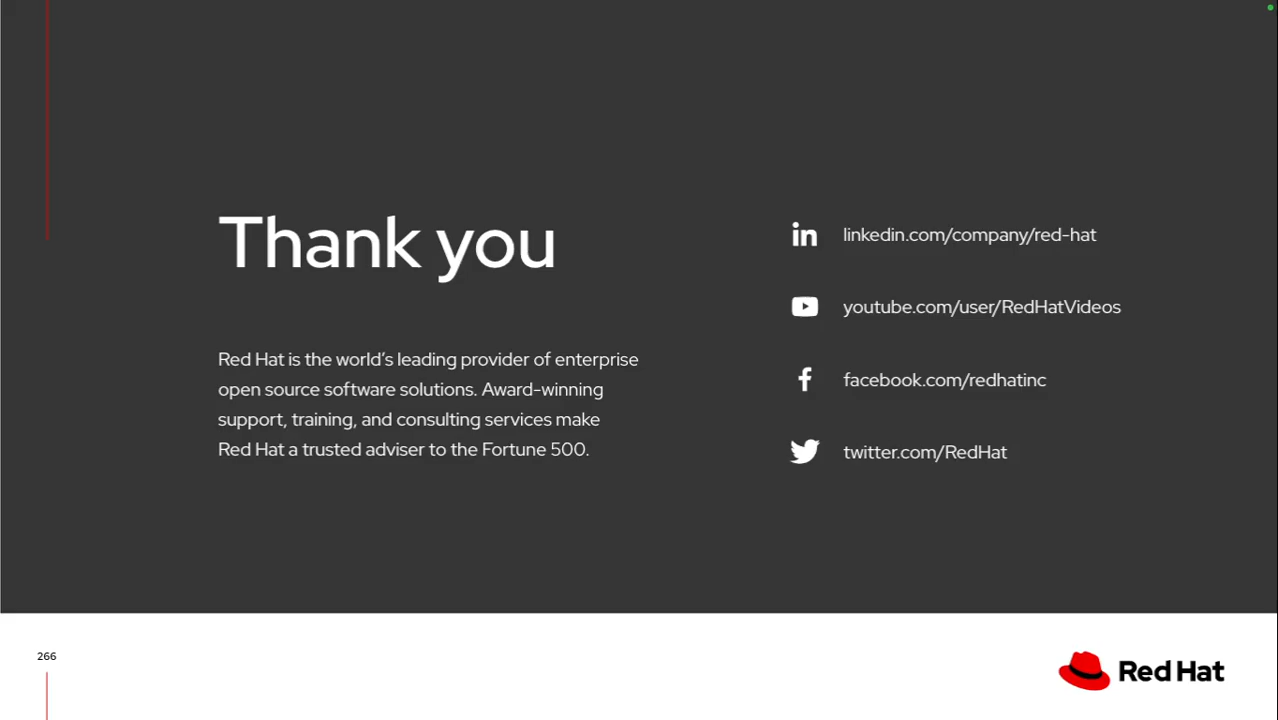 Thank you
Red Hat is the world’s leading provider of enterprise
open source software solutions. Award-winning
support, training, and consulting services make
Red Hat a trusted adviser to the Fortune 500.
linkedin.com/company/red-hat
youtube.com/user/RedHatVideos
facebook.com/redhatinc
twitter.com/RedHat
266
Red Hat